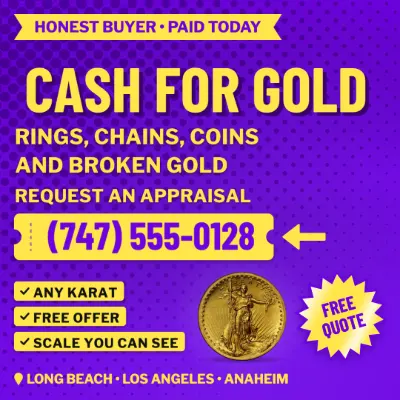 HONEST BUYER • PAID TODAY
CASH FOR GOLD
RINGS, CHAINS, COINS
AND BROKEN GOLD
REQUEST AN APPRAISAL
(747) 555-0128
ANY KARAT
FREE OFFER
SCALE YOU CAN SEE
FREE
QUOTE
LONG BEACH • LOS ANGELES • ANAHEIM